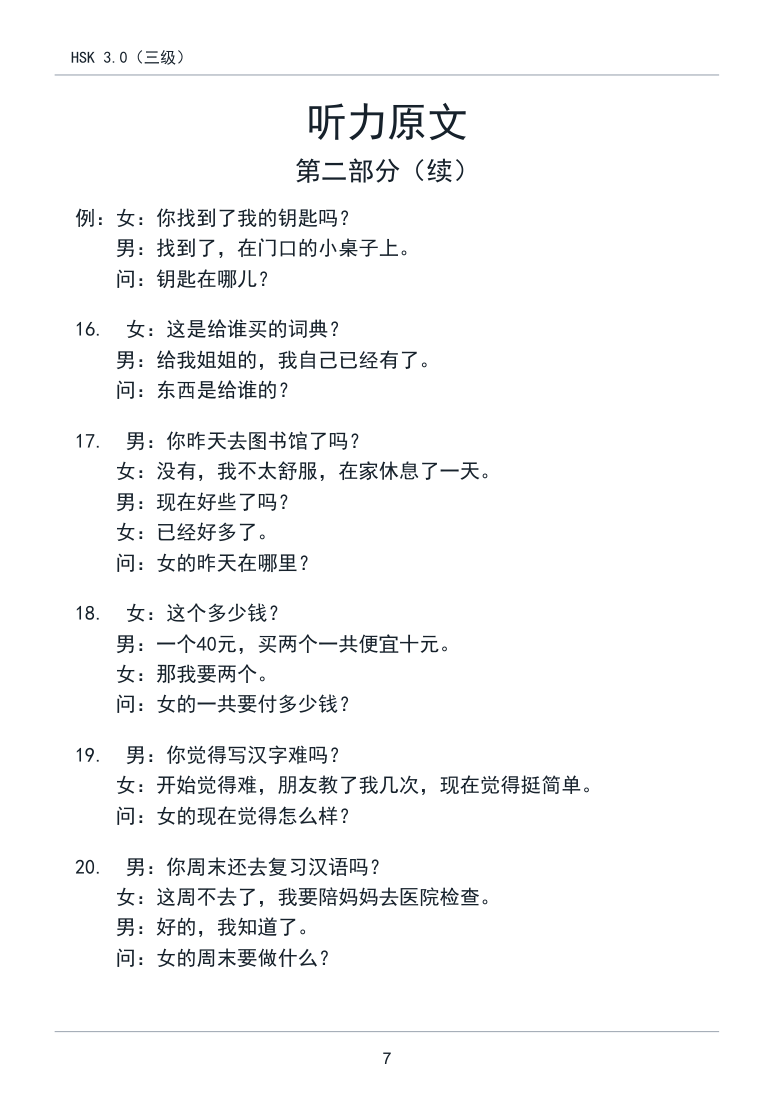 HSK 3.0（三级）
听力原文
第二部分（续）
例：女：你找到了我的钥匙吗？
男：找到了，在门口的小桌子上。
问：钥匙在哪儿？
16. 女：这是给谁买的词典？
男：给我姐姐的，我自己已经有了。
问：东西是给谁的？
17. 男：你昨天去图书馆了吗？
女：没有，我不太舒服，在家休息了一天。
男：现在好些了吗？
女：已经好多了。
问：女的昨天在哪里？
18. 女：这个多少钱？
男：一个40元，买两个一共便宜十元。
女：那我要两个。
问：女的一共要付多少钱？
19. 男：你觉得写汉字难吗？
女：开始觉得难，朋友教了我几次，现在觉得挺简单。
问：女的现在觉得怎么样？
20. 男：你周末还去复习汉语吗？
女：这周不去了，我要陪妈妈去医院检查。
男：好的，我知道了。
问：女的周末要做什么？
7